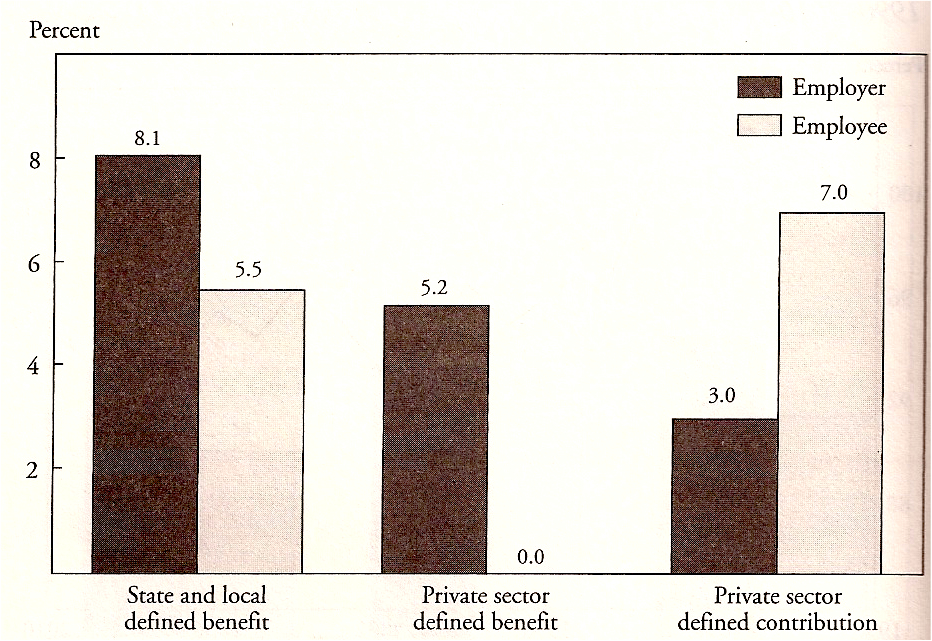 Percent
Employer
Employee
8.1
7.0
8
5.5
6
5.2
4
3.0
2
0.0
State and local
defined benefit
Private sector
defined benefit
Private sector
defined contribution